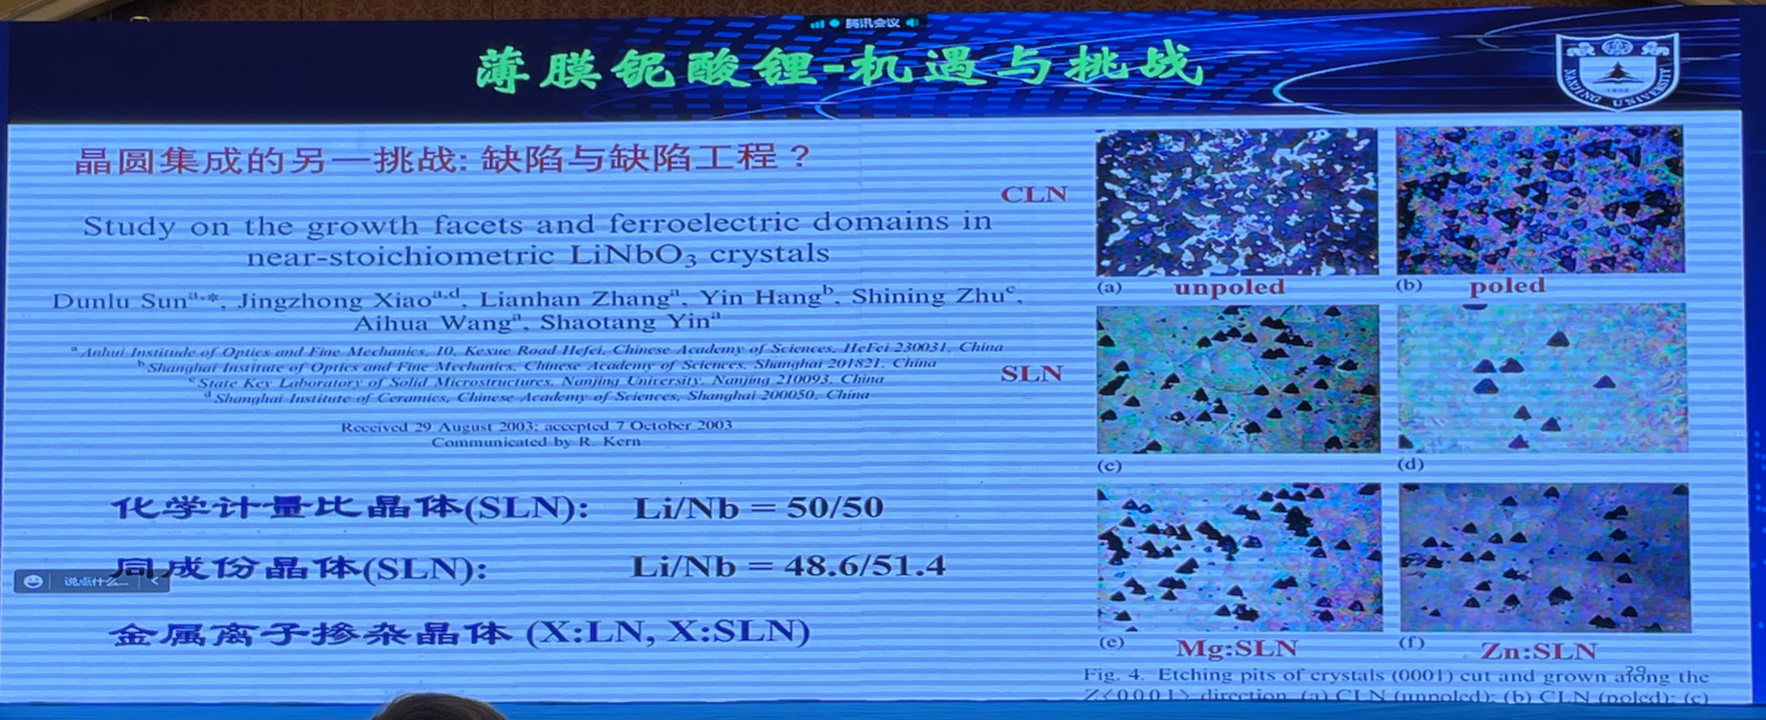 腾讯会议
薄膜铌酸锂-机遇与挑战
NANJING UNIVERSITY
晶圆集成的另一挑战: 缺陷与缺陷工程？
Study on the growth facets and ferroelectric domains in
near-stoichiometric LiNbO₃ crystals
Dunlu Sunᵃ·*, Jingzhong Xiaoᵃ·ᵈ, Lianhan Zhangᵃ, Yin Hangᵇ, Shining Zhuᶜ,
Aihua Wangᵃ, Shaotang Yinᵃ
ᵃ Anhui Institude of Optics and Fine Mechanics, 10, Kexue Road Hefei, Chinese Academy of Sciences, HeFei 230031, China
ᵇ Shanghai Institute of Optics and Fine Mechanics, Chinese Academy of Sciences, Shanghai 201821, China
ᶜ State Key Laboratory of Solid Microstructures, Nanjing University, Nanjing 210093, China
ᵈ Shanghai Institute of Ceramics, Chinese Academy of Sciences, Shanghai 200050, China
Received 29 August 2003; accepted 7 October 2003
Communicated by R. Kern
化学计量比晶体(SLN): Li/Nb = 50/50
同成份晶体(SLN): Li/Nb = 48.6/51.4
说点什么...
金属离子掺杂晶体 (X:LN, X:SLN)
CLN
(a) unpoled (b) poled
SLN
(c) (d)
(e) Mg:SLN (f) Zn:SLN
29
Fig. 4. Etching pits of crystals (0001) cut and grown along the
Z<0001> direction. (a) CLN (unpoled); (b) CLN (poled); (c)